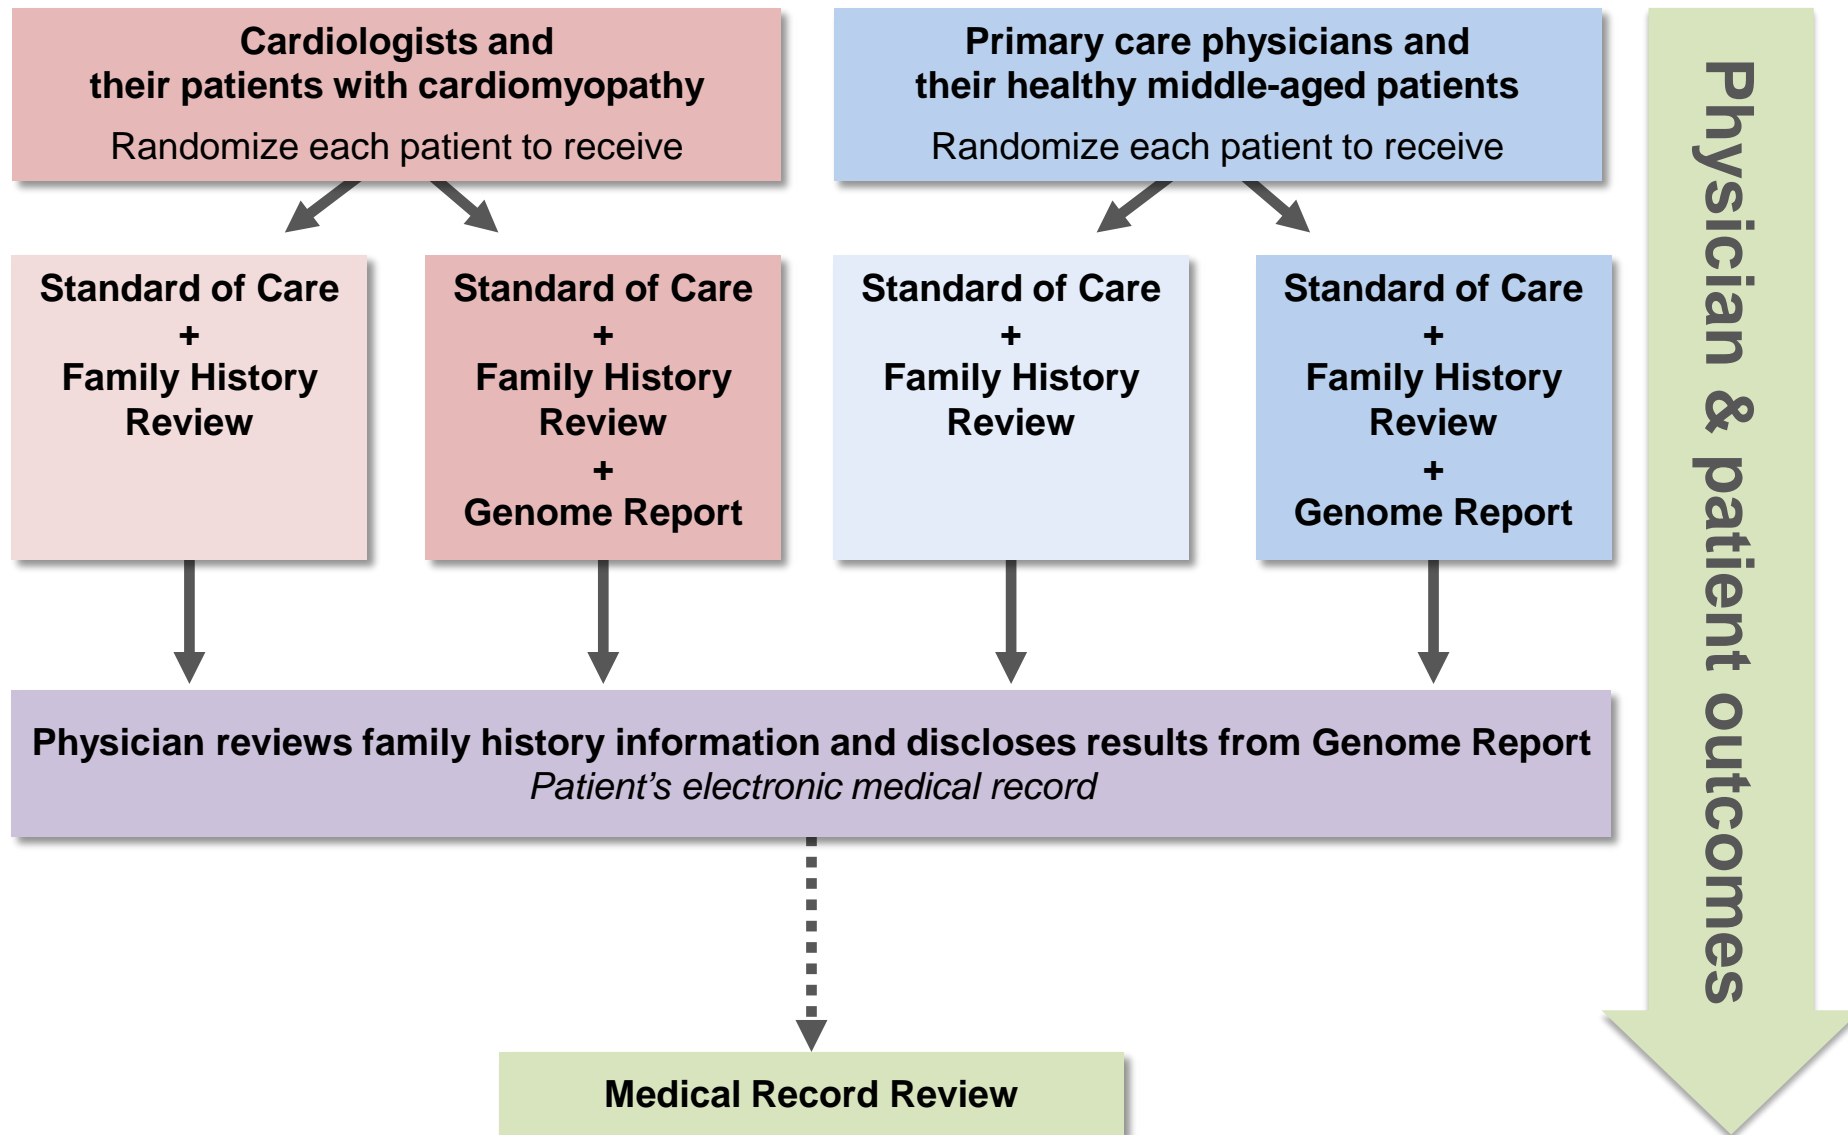 Cardiologists and
their patients with cardiomyopathy
Randomize each patient to receive
Primary care physicians and
their healthy middle-aged patients
Randomize each patient to receive
Standard of Care
+
Family History
Review
Standard of Care
+
Family History
Review
+
Genome Report
Standard of Care
+
Family History
Review
Standard of Care
+
Family History
Review
+
Genome Report
Physician reviews family history information and discloses results from Genome Report
Patient’s electronic medical record
Medical Record Review
Physician & patient outcomes